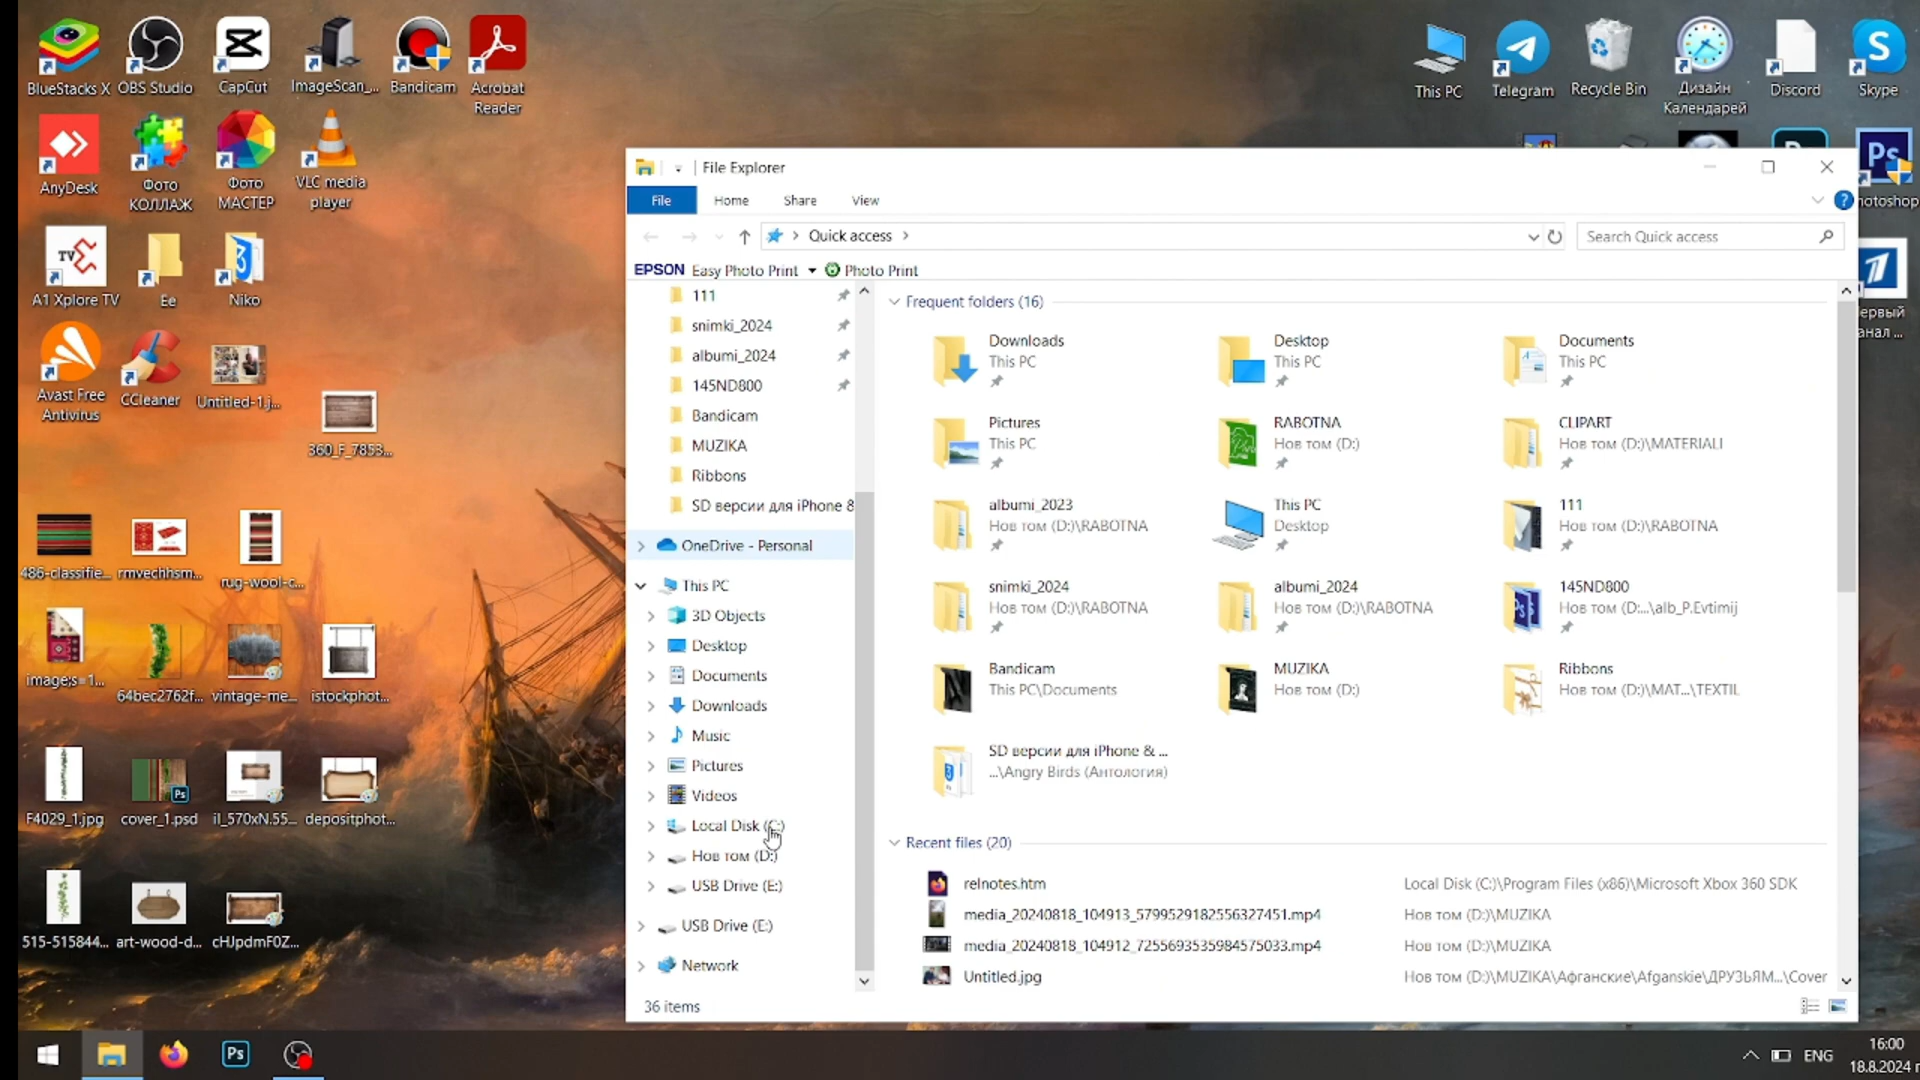 BlueStacks X
OBS Studio
CapCut
ImageScan_...
Bandicam
Acrobat
Reader
This PC
Telegram
Recycle Bin
Дизайн
Календарей
Discord
Skype
AnyDesk
Фото
КОЛЛАЖ
Фото
МАСТЕР
VLC media
player
A1 Xplore TV
Ee
Niko
Avast Free
Antivirus
CCleaner
Untitled-1.j...
360_F_7853...
486-classifie...
rmvechhsm...
rug-wool-c...
image;s=1...
64bec2762f...
vintage-me...
istockphot...
F4029_1.jpg
cover_1.psd
il_570xN.55...
depositphot...
515-515844...
art-wood-d...
cHJpdmF0Z...
hotoshop
File Explorer
File
Home
Share
View
Quick access
Search Quick access
EPSON Easy Photo Print
Photo Print
111
snimki_2024
albumi_2024
145ND800
Bandicam
MUZIKA
Ribbons
SD версии для iPhone &
OneDrive - Personal
This PC
3D Objects
Desktop
Documents
Downloads
Music
Pictures
Videos
Local Disk (C:)
Нов том (D:)
USB Drive (E:)
USB Drive (E:)
Network
Frequent folders (16)
Downloads
This PC
Desktop
This PC
Documents
This PC
Pictures
This PC
RABOTNA
Нов том (D:)
CLIPART
Нов том (D:)\MATERIALI
albumi_2023
Нов том (D:)\RABOTNA
This PC
Desktop
111
Нов том (D:)\RABOTNA
snimki_2024
Нов том (D:)\RABOTNA
albumi_2024
Нов том (D:)\RABOTNA
145ND800
Нов том (D:...\alb_P.Evtimij
Bandicam
This PC\Documents
MUZIKA
Нов том (D:)
Ribbons
Нов том (D:)\MAT...\TEXTIL
SD версии для iPhone & ...
...\Angry Birds (Антология)
Recent files (20)
relnotes.htm
Local Disk (C:)\Program Files (x86)\Microsoft Xbox 360 SDK
media_20240818_104913_5799529182556327451.mp4
Нов том (D:)\MUZIKA
media_20240818_104912_7255693535984575033.mp4
Нов том (D:)\MUZIKA
Untitled.jpg
Нов том (D:)\MUZIKA\Афганские\Afganskie\ДРУЗЬЯМ...\Cover
36 items
ENG
16:00
18.8.2024 г